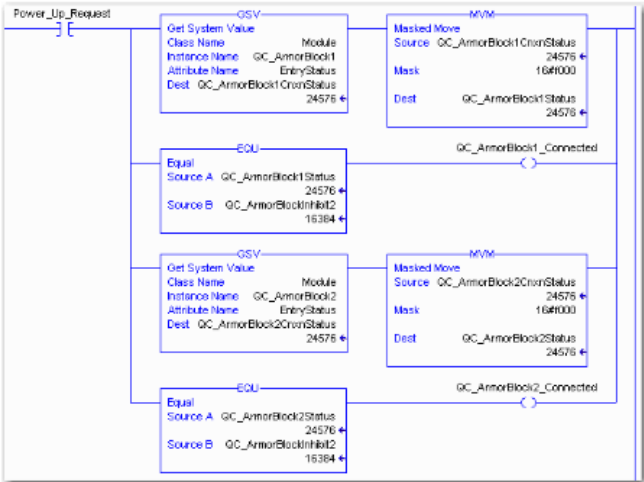 Power_Up_Request
GSV
Get System Value
Class Name Module
Instance Name QC_ArmorBlock1
Attribute Name EntryStatus
Dest QC_ArmorBlock1CnxnStatus
24576
MVM
Masked Move
Source QC_ArmorBlock1CnxnStatus
24576
Mask 16#f000
Dest QC_ArmorBlock1Status
24576
EQU
Equal
Source A QC_ArmorBlock1Status
24576
Source B QC_ArmorBlockInhibit2
16384
QC_ArmorBlock1_Connected
GSV
Get System Value
Class Name Module
Instance Name QC_ArmorBlock2
Attribute Name EntryStatus
Dest QC_ArmorBlock2CnxnStatus
24576
MVM
Masked Move
Source QC_ArmorBlock2CnxnStatus
24576
Mask 16#f000
Dest QC_ArmorBlock2Status
24576
EQU
Equal
Source A QC_ArmorBlock2Status
24576
Source B QC_ArmorBlockInhibit2
16384
QC_ArmorBlock2_Connected